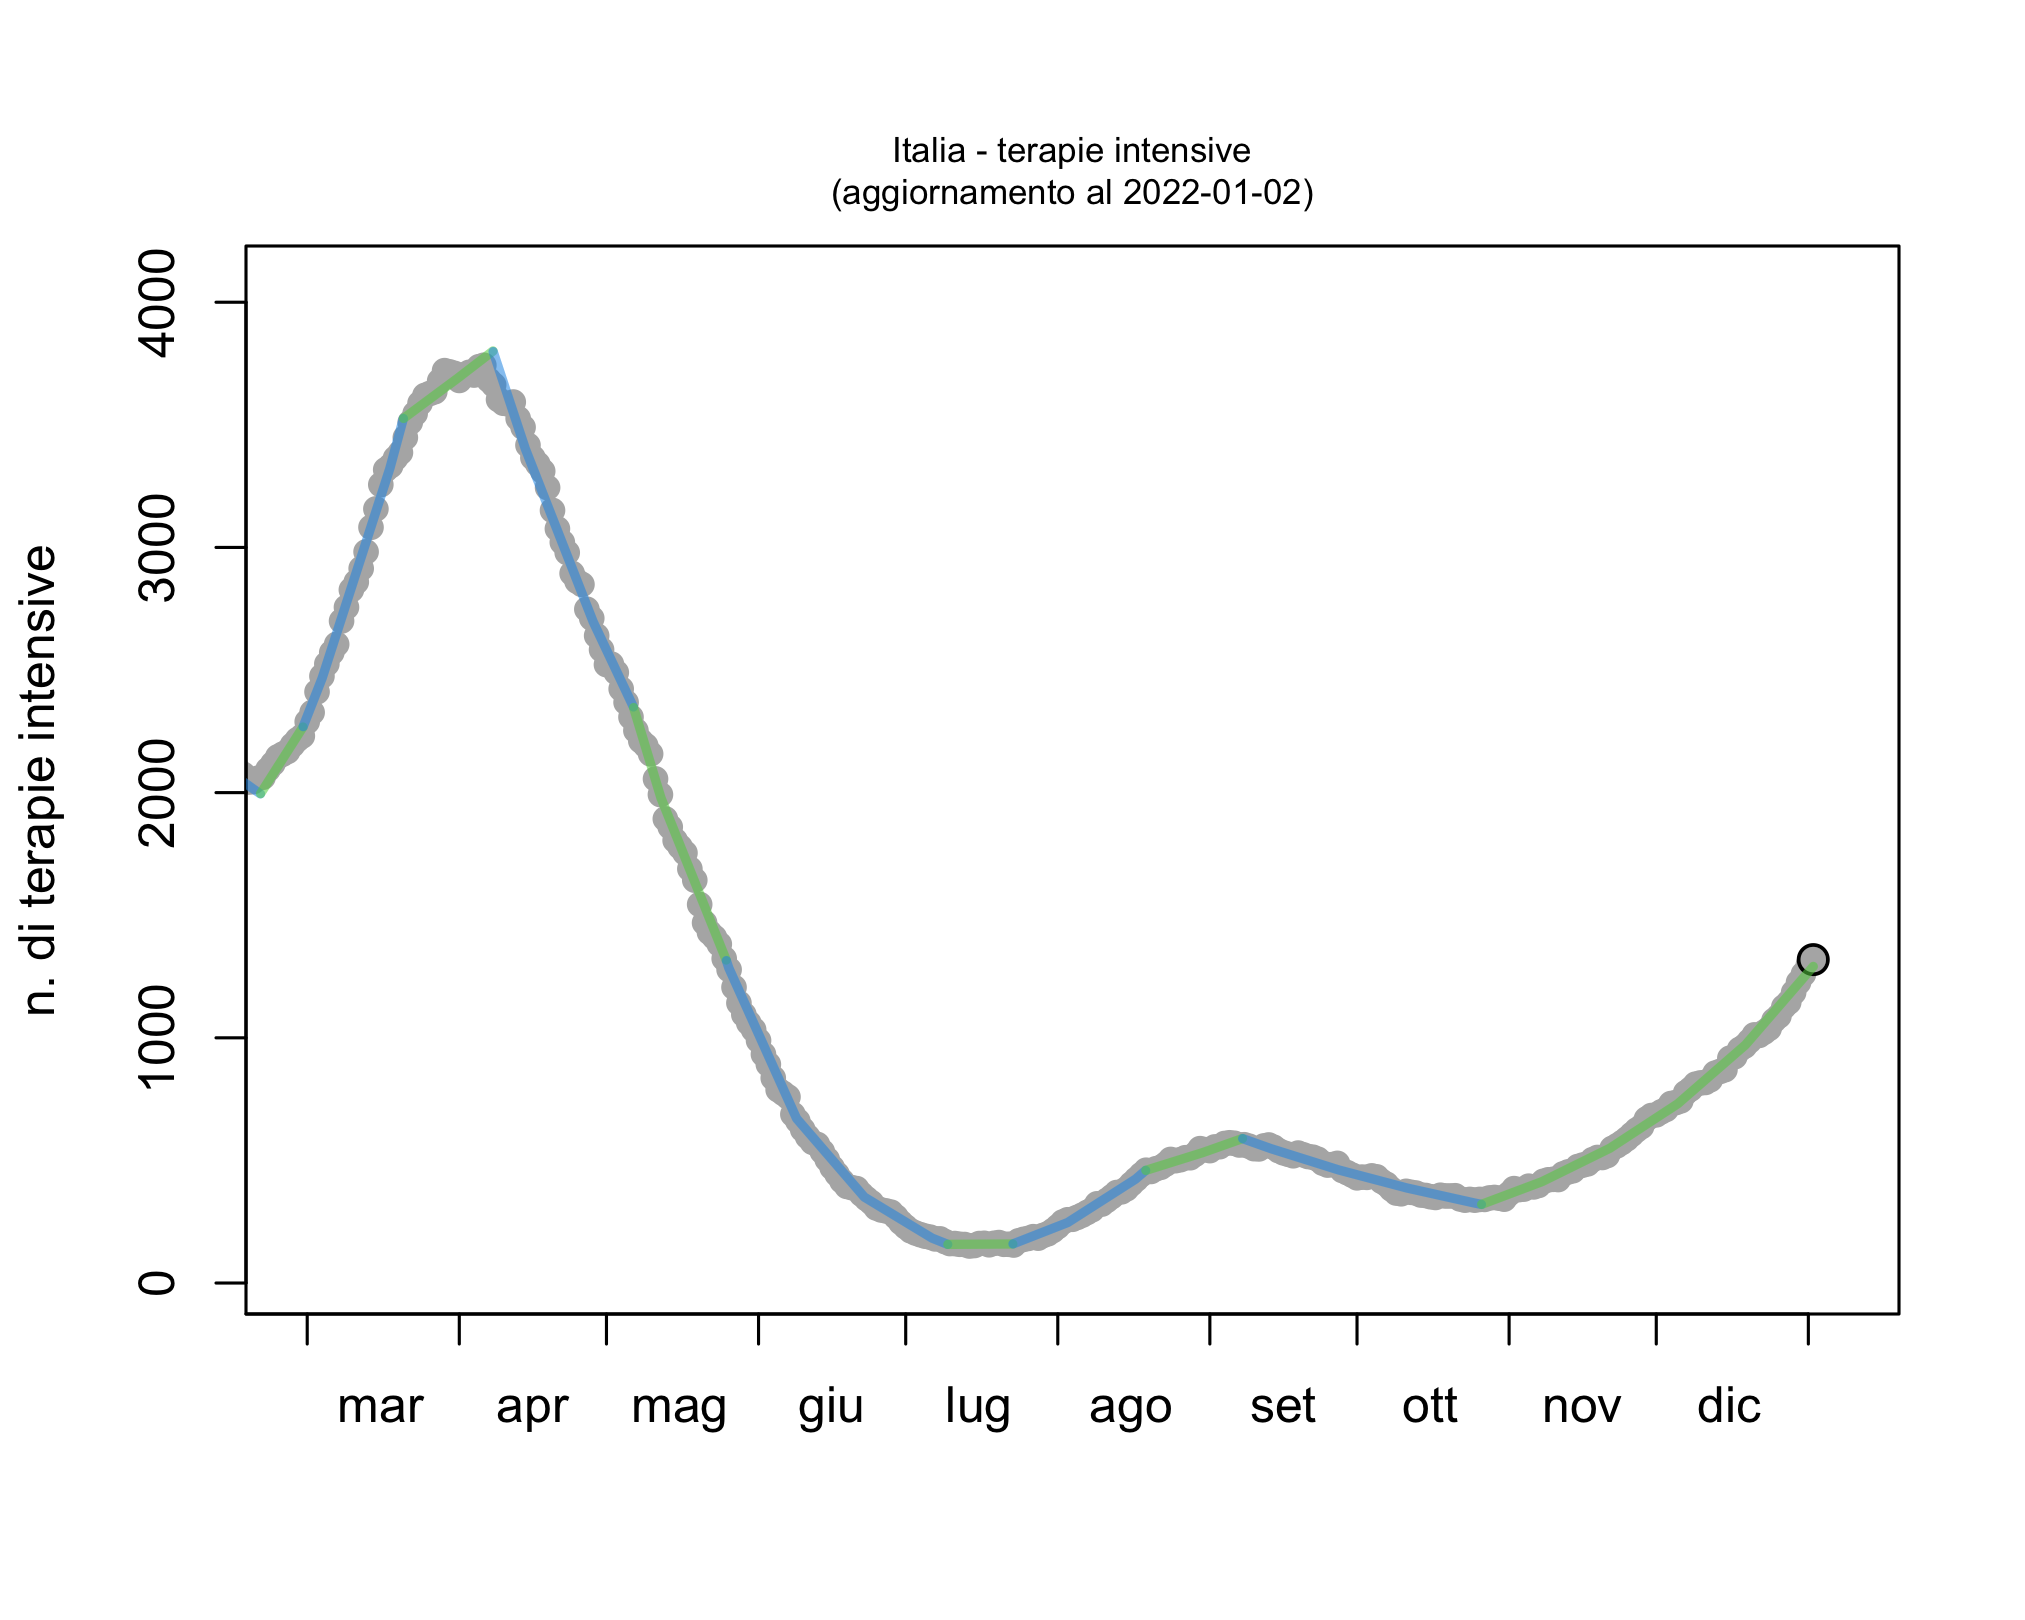 Italia - terapie intensive
(aggiornamento al 2022-01-02)
n. di terapie intensive
4000
3000
2000
1000
0
mar apr mag giu lug ago set ott nov dic